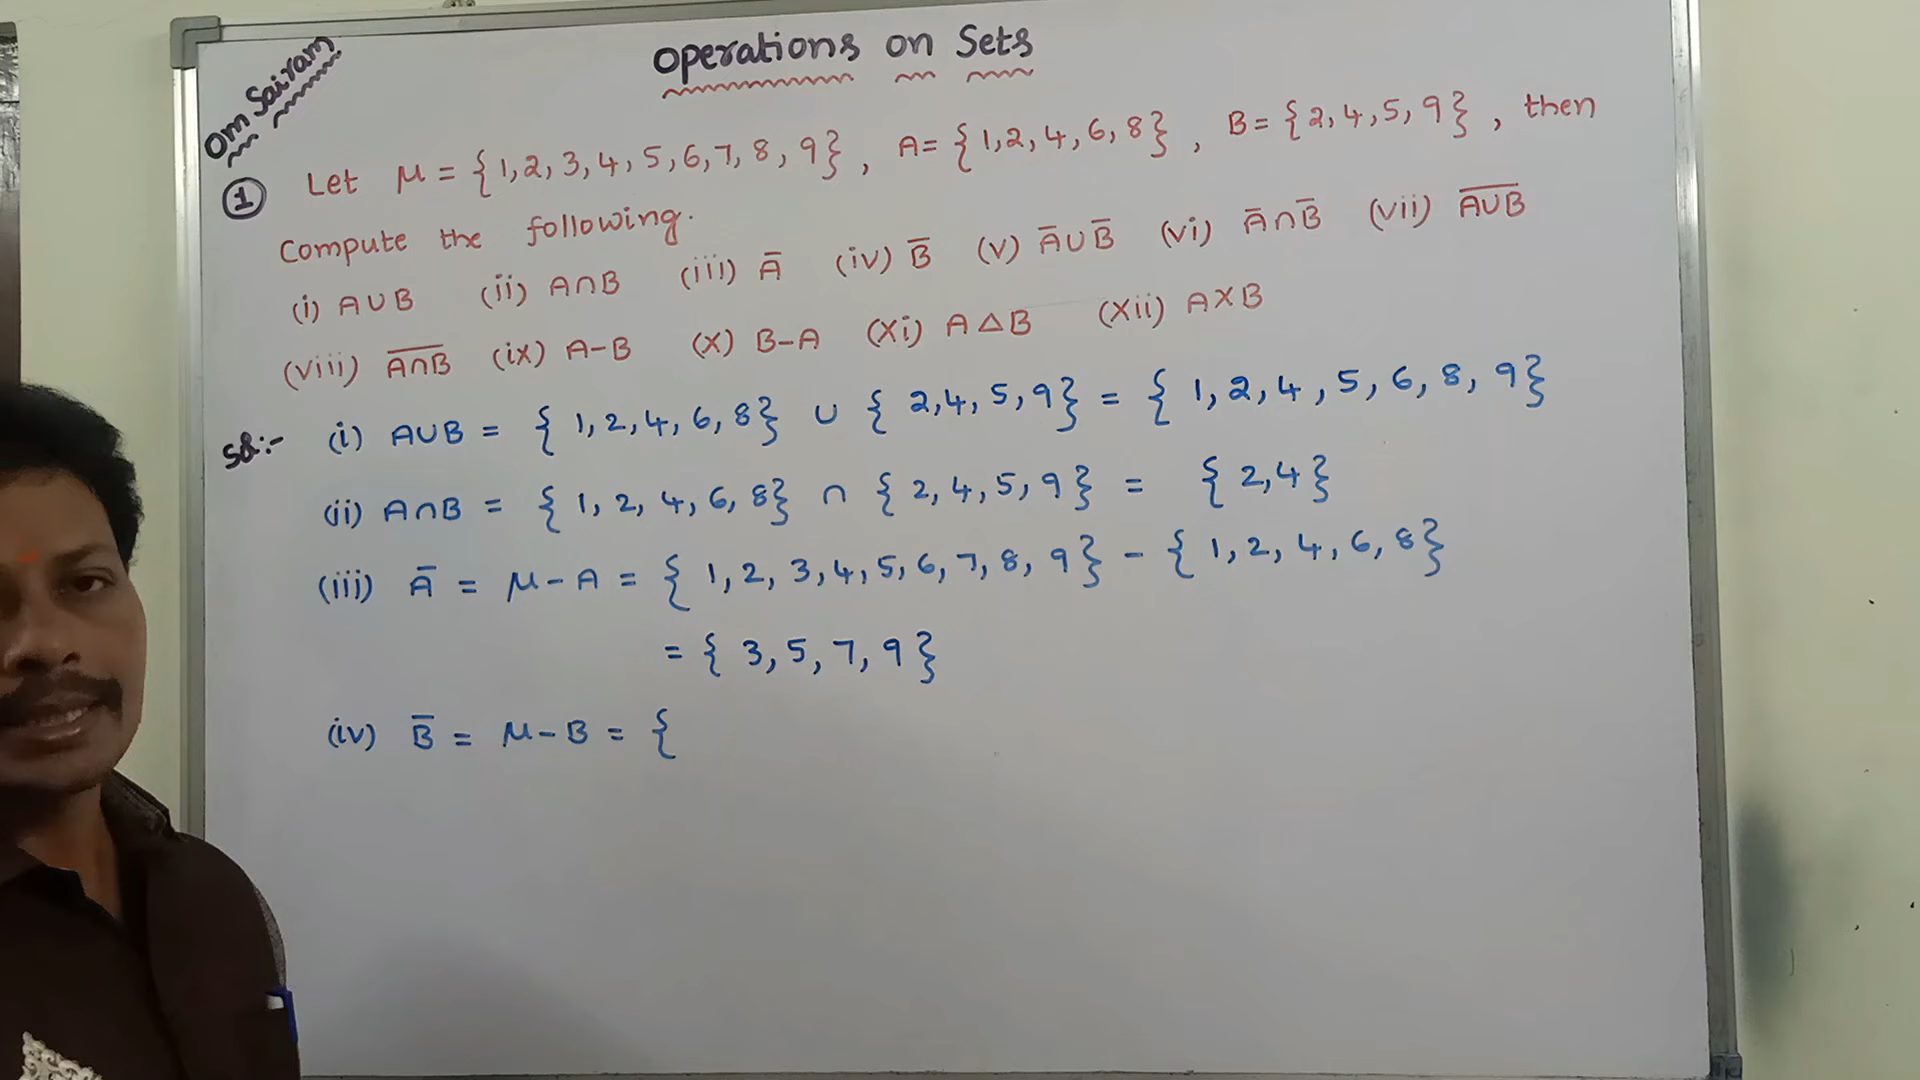 Om Sairam
Operations on Sets
① Let μ = {1,2,3,4,5,6,7,8,9}, A= {1,2,4,6,8}, B= {2,4,5,9}, then
Compute the following.
(i) A∪B (ii) A∩B (iii) A̅ (iv) B̅ (v) A̅∪B̅ (vi) A̅∩B̅ (vii) A̅∪̅B̅
(viii) A̅∩̅B̅ (ix) A-B (x) B-A (xi) A△B (xii) A×B
Sol:- (i) A∪B = {1,2,4,6,8} ∪ {2,4,5,9} = {1,2,4,5,6,8,9}
(ii) A∩B = {1,2,4,6,8} ∩ {2,4,5,9} = {2,4}
(iii) A̅ = μ-A = {1,2,3,4,5,6,7,8,9} - {1,2,4,6,8}
= {3,5,7,9}
(iv) B̅ = μ-B = {